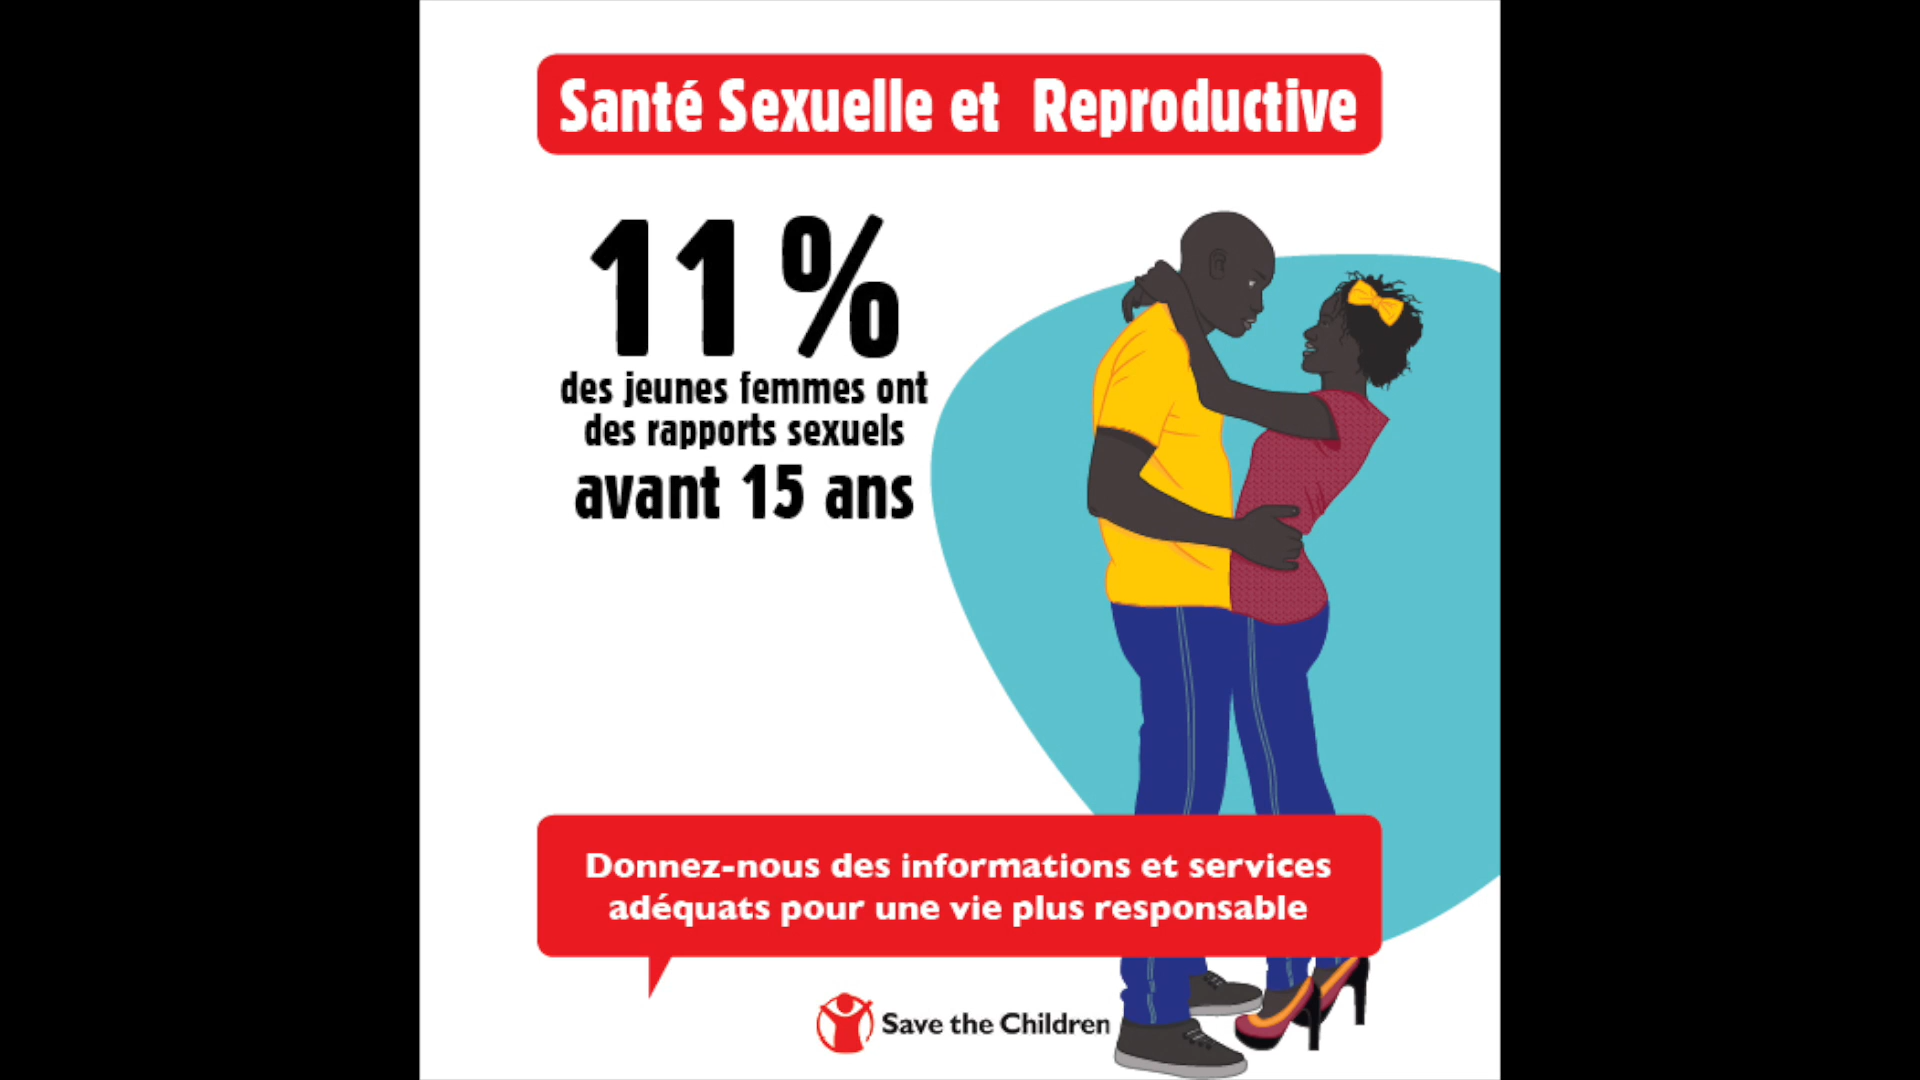 Santé Sexuelle et Reproductive
11 %
des jeunes femmes ont
des rapports sexuels
avant 15 ans
Donnez-nous des informations et services
adéquats pour une vie plus responsable
Save the Children